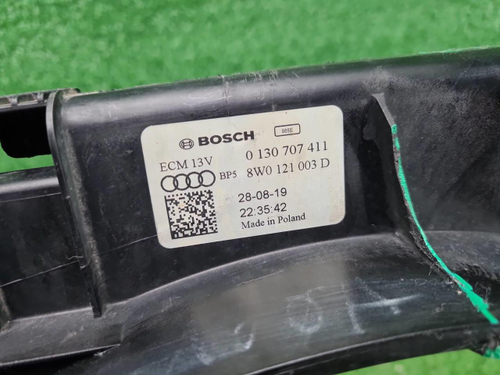 BOSCH
ECM 13V 0 130 707 411
BP5 8W0 121 003 D
28-08-19
22:35:42
Made in Poland